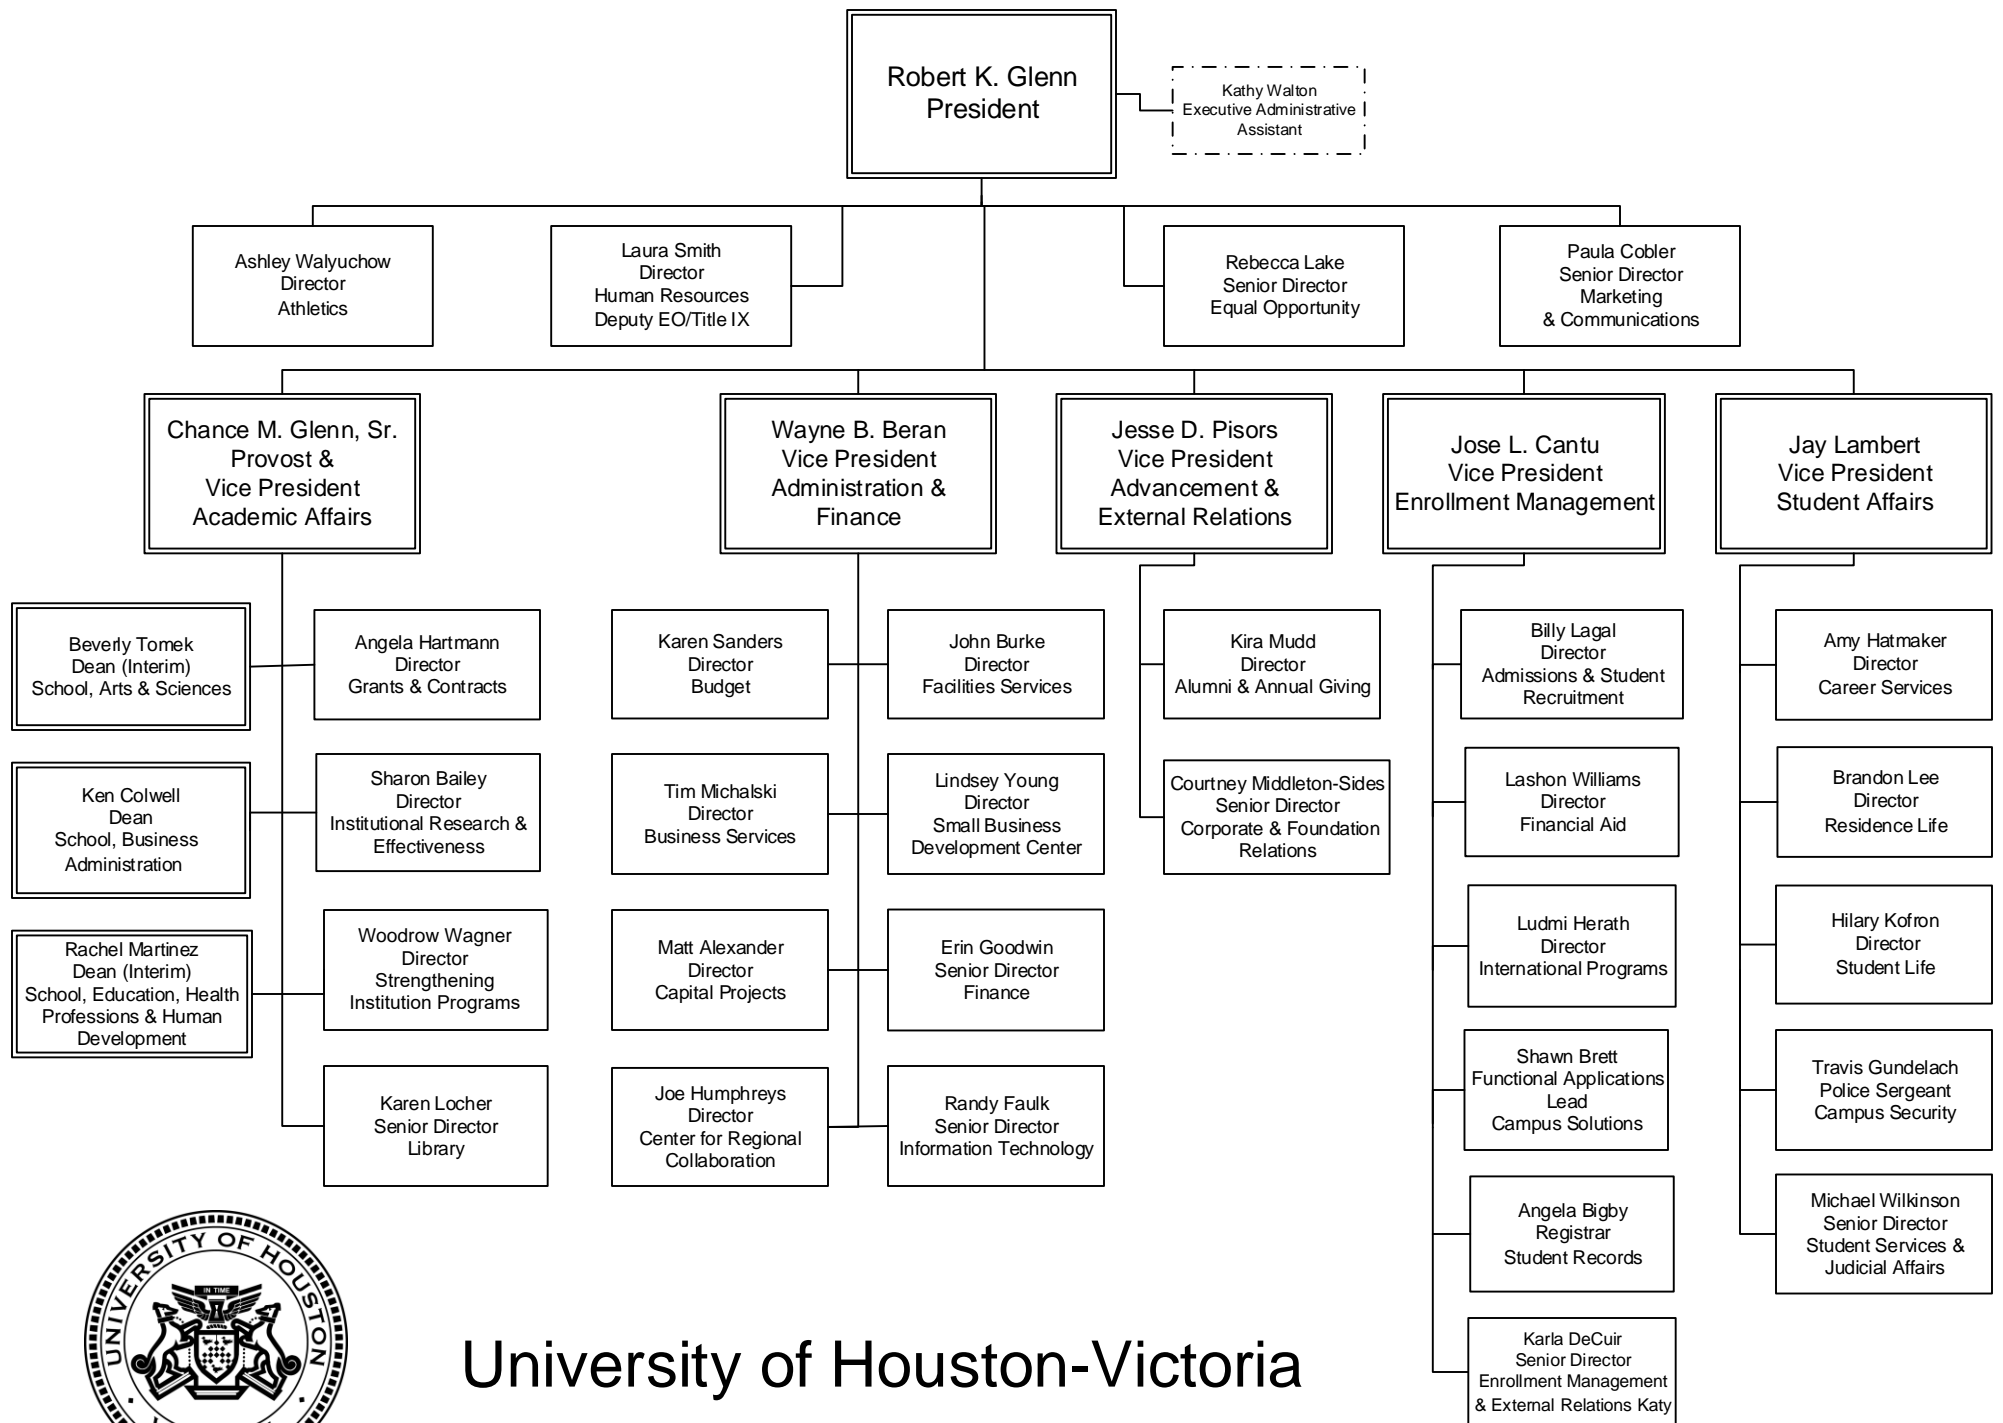 Robert K. Glenn
President
Kathy Walton
Executive Administrative
Assistant
Ashley Walyuchow
Director
Athletics
Laura Smith
Director
Human Resources
Deputy EO/Title IX
Rebecca Lake
Senior Director
Equal Opportunity
Paula Cobler
Senior Director
Marketing
& Communications
Chance M. Glenn, Sr.
Provost &
Vice President
Academic Affairs
Wayne B. Beran
Vice President
Administration &
Finance
Jesse D. Pisors
Vice President
Advancement &
External Relations
Jose L. Cantu
Vice President
Enrollment Management
Jay Lambert
Vice President
Student Affairs
Beverly Tomek
Dean (Interim)
School, Arts & Sciences
Angela Hartmann
Director
Grants & Contracts
Karen Sanders
Director
Budget
John Burke
Director
Facilities Services
Kira Mudd
Director
Alumni & Annual Giving
Billy Lagal
Director
Admissions & Student
Recruitment
Amy Hatmaker
Director
Career Services
Ken Colwell
Dean
School, Business
Administration
Sharon Bailey
Director
Institutional Research &
Effectiveness
Tim Michalski
Director
Business Services
Lindsey Young
Director
Small Business
Development Center
Courtney Middleton-Sides
Senior Director
Corporate & Foundation
Relations
Lashon Williams
Director
Financial Aid
Brandon Lee
Director
Residence Life
Rachel Martinez
Dean (Interim)
School, Education, Health
Professions & Human
Development
Woodrow Wagner
Director
Strengthening
Institution Programs
Matt Alexander
Director
Capital Projects
Erin Goodwin
Senior Director
Finance
Ludmi Herath
Director
International Programs
Hilary Kofron
Director
Student Life
Karen Locher
Senior Director
Library
Joe Humphreys
Director
Center for Regional
Collaboration
Randy Faulk
Senior Director
Information Technology
Shawn Brett
Functional Applications
Lead
Campus Solutions
Travis Gundelach
Police Sergeant
Campus Security
Angela Bigby
Registrar
Student Records
Michael Wilkinson
Senior Director
Student Services &
Judicial Affairs
Karla DeCuir
Senior Director
Enrollment Management
& External Relations Katy
UNIVERSITY OF HOUSTON
IN TIME
University of Houston-Victoria